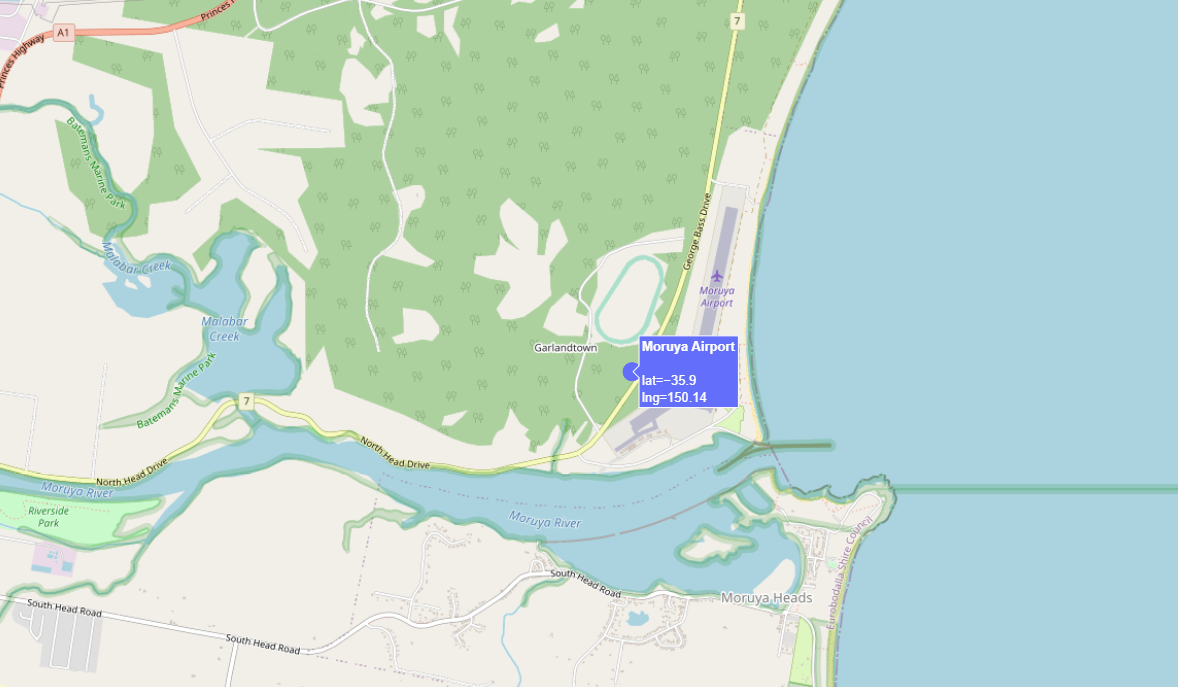 Princes Highway
A1
Princes H
7
Batemans Marine Park
Malabar Creek
George Bass Drive
Moruya
Airport
Malabar
Creek
Garlandtown
Moruya Airport
lat=−35.9
lng=150.14
Batemans Marine Park
7
North Head Drive
North Head Drive
Moruya River
Riverside
Park
Moruya River
Eurobodalla Shire Council
South Head Road
Moruya Heads
South Head Road
South Head Road